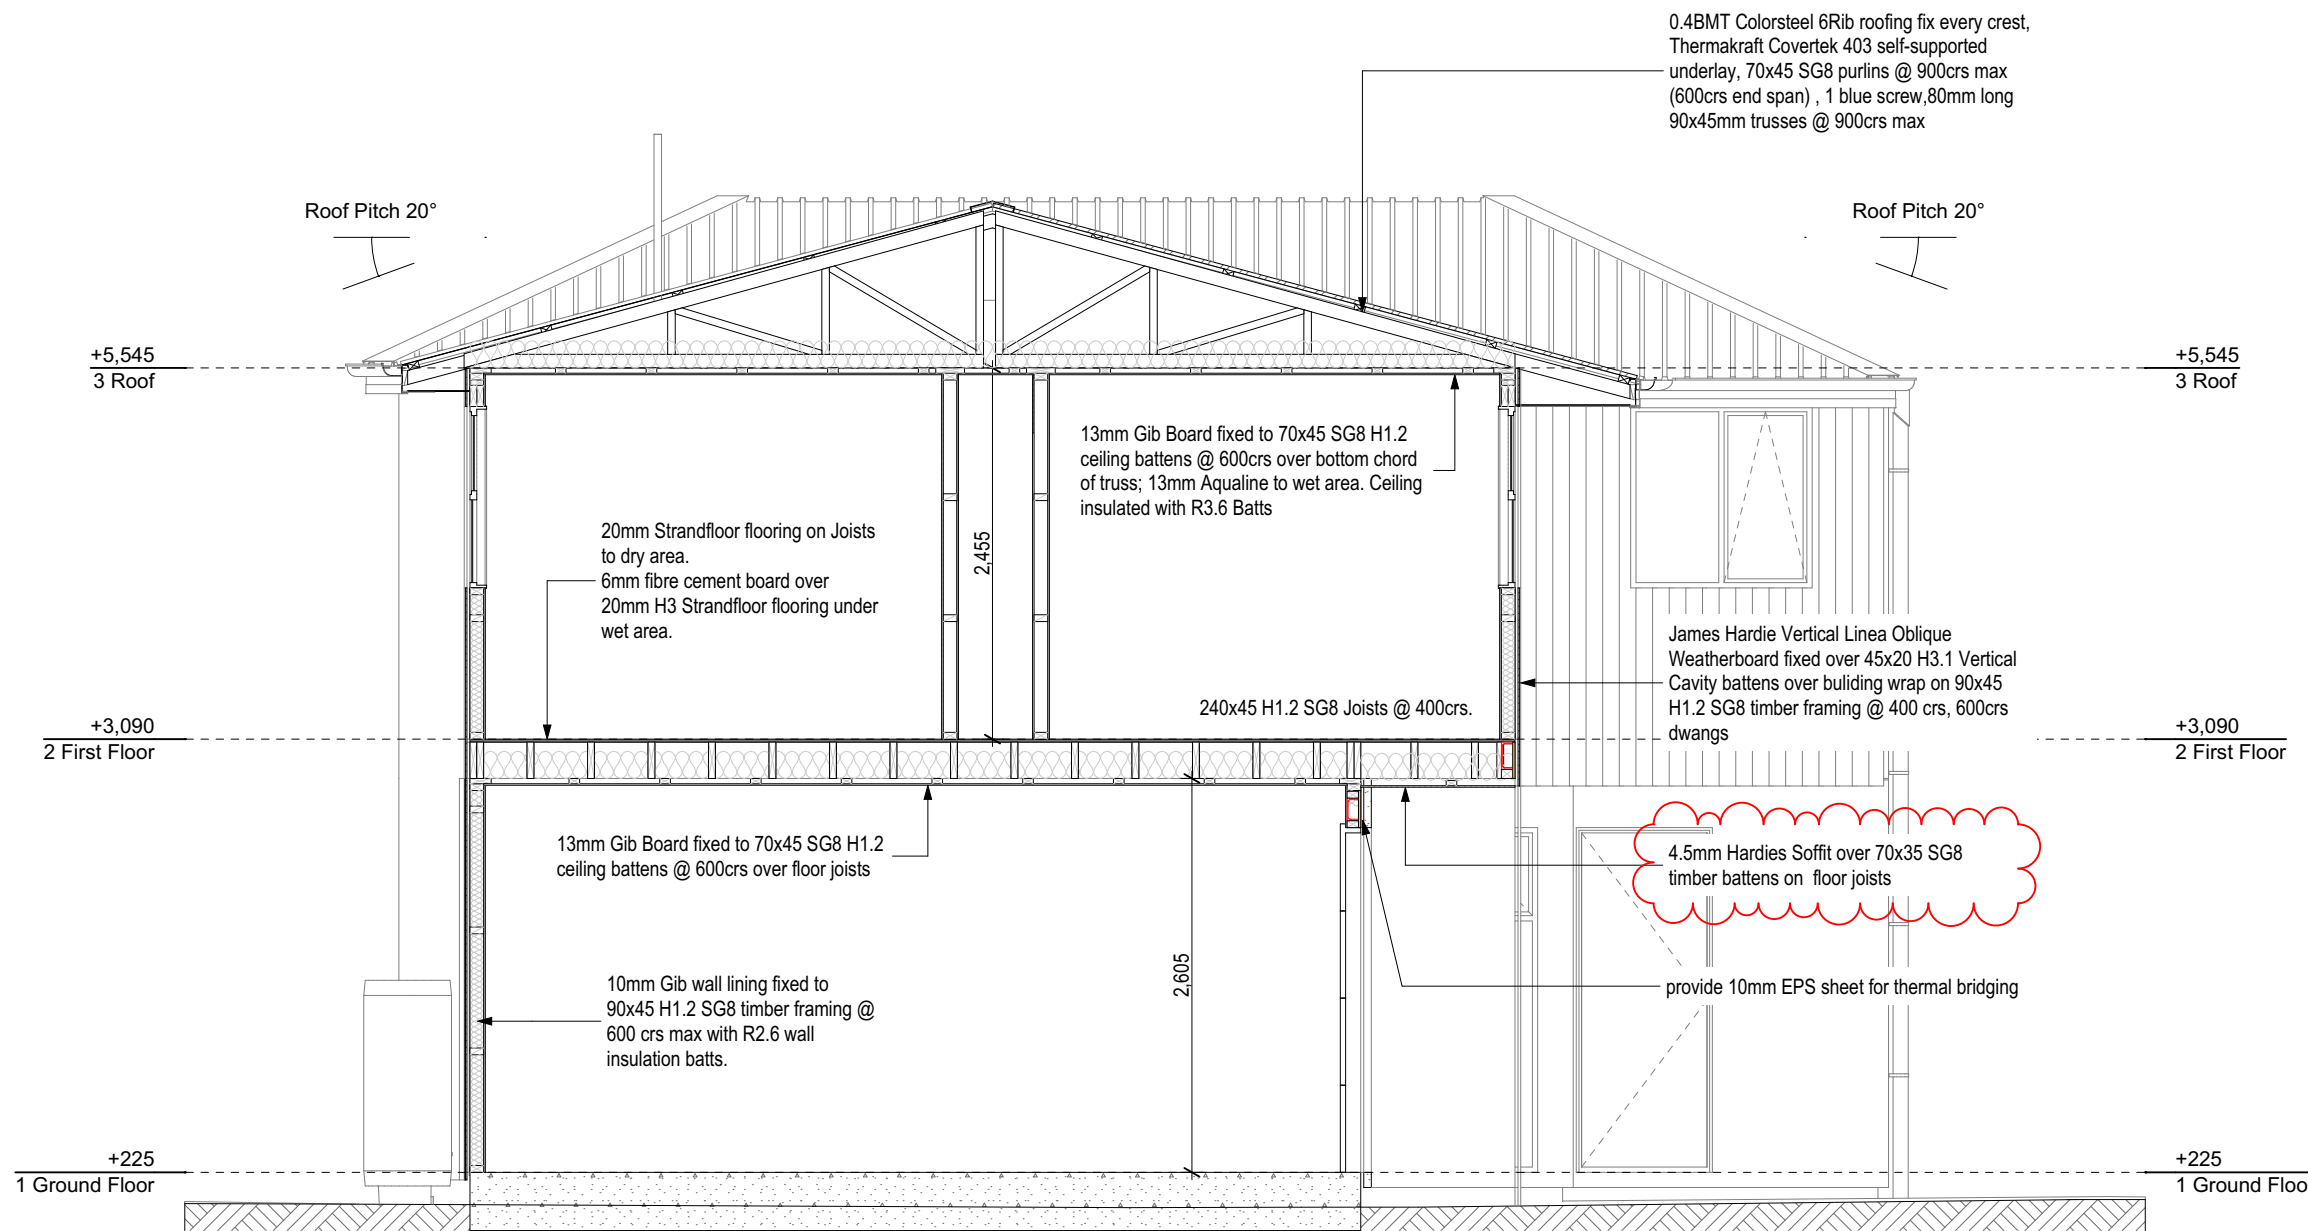 0.4BMT Colorsteel 6Rib roofing fix every crest,
Thermakraft Covertek 403 self-supported
underlay, 70x45 SG8 purlins @ 900crs max
(600crs end span) , 1 blue screw,80mm long
90x45mm trusses @ 900crs max
Roof Pitch 20°
Roof Pitch 20°
+5,545
3 Roof
+5,545
3 Roof
13mm Gib Board fixed to 70x45 SG8 H1.2
ceiling battens @ 600crs over bottom chord
of truss; 13mm Aqualine to wet area. Ceiling
insulated with R3.6 Batts
20mm Strandfloor flooring on Joists
to dry area.
6mm fibre cement board over
20mm H3 Strandfloor flooring under
wet area.
2,455
James Hardie Vertical Linea Oblique
Weatherboard fixed over 45x20 H3.1 Vertical
Cavity battens over buliding wrap on 90x45
H1.2 SG8 timber framing @ 400 crs, 600crs
dwangs
240x45 H1.2 SG8 Joists @ 400crs.
+3,090
2 First Floor
+3,090
2 First Floor
13mm Gib Board fixed to 70x45 SG8 H1.2
ceiling battens @ 600crs over floor joists
4.5mm Hardies Soffit over 70x35 SG8
timber battens on  floor joists
2,605
10mm Gib wall lining fixed to
90x45 H1.2 SG8 timber framing @
600 crs max with R2.6 wall
insulation batts.
provide 10mm EPS sheet for thermal bridging
+225
1 Ground Floor
+225
1 Ground Floo